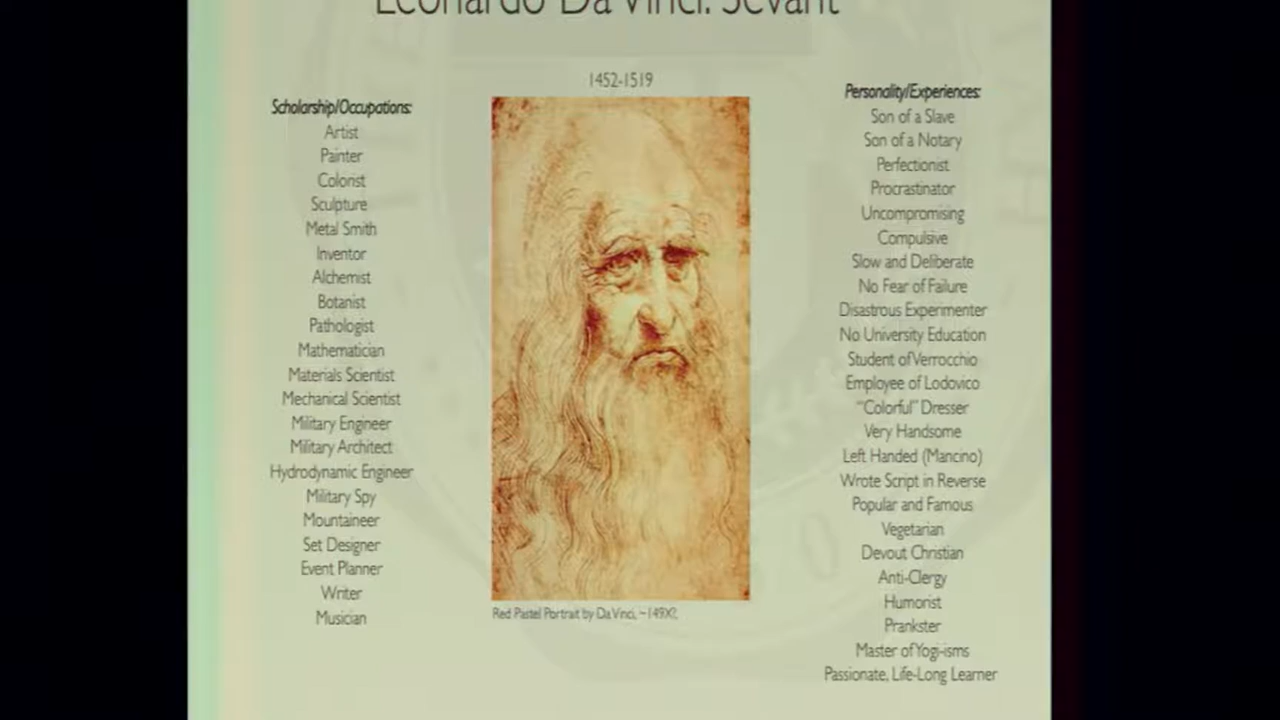 Leonardo Da Vinci: Sevant
1452-1519
Scholarship/Occupations:
Artist
Painter
Colorist
Sculpture
Metal Smith
Inventor
Alchemist
Botanist
Pathologist
Mathematician
Materials Scientist
Mechanical Scientist
Military Engineer
Military Architect
Hydrodynamic Engineer
Military Spy
Mountaineer
Set Designer
Event Planner
Writer
Musician
Red Pastel Portrait by Da Vinci, ~149X?,
Personality/Experiences:
Son of a Slave
Son of a Notary
Perfectionist
Procrastinator
Uncompromising
Compulsive
Slow and Deliberate
No Fear of Failure
Disastrous Experimenter
No University Education
Student of Verrocchio
Employee of Lodovico
“Colorful” Dresser
Very Handsome
Left Handed (Mancino)
Wrote Script in Reverse
Popular and Famous
Vegetarian
Devout Christian
Anti-Clergy
Humorist
Prankster
Master of Yogi-isms
Passionate, Life-Long Learner